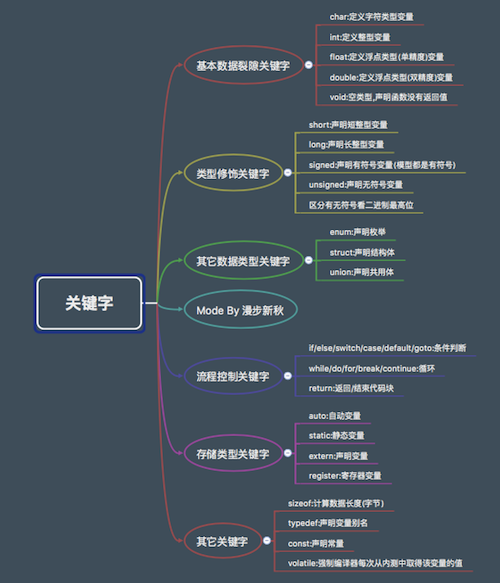 关键字
基本数据裂隙关键字
char:定义字符类型变量
int:定义整型变量
float:定义浮点类型(单精度)变量
double:定义浮点类型(双精度)变量
void:空类型,声明函数没有返回值
类型修饰关键字
short:声明短整型变量
long:声明长整型变量
signed:声明有符号变量(模型都是有符号)
unsigned:声明无符号变量
区分有无符号看二进制最高位
其它数据类型关键字
enum:声明枚举
struct:声明结构体
union:声明共用体
Mode By 漫步新秋
流程控制关键字
if/else/switch/case/default/goto:条件判断
while/do/for/break/continue:循环
return:返回/结束代码块
存储类型关键字
auto:自动变量
static:静态变量
extern:声明变量
register:寄存器变量
其它关键字
sizeof:计算数据长度(字节)
typedef:声明变量别名
const:声明常量
volatile:强制编译器每次从内测中取得该变量的值